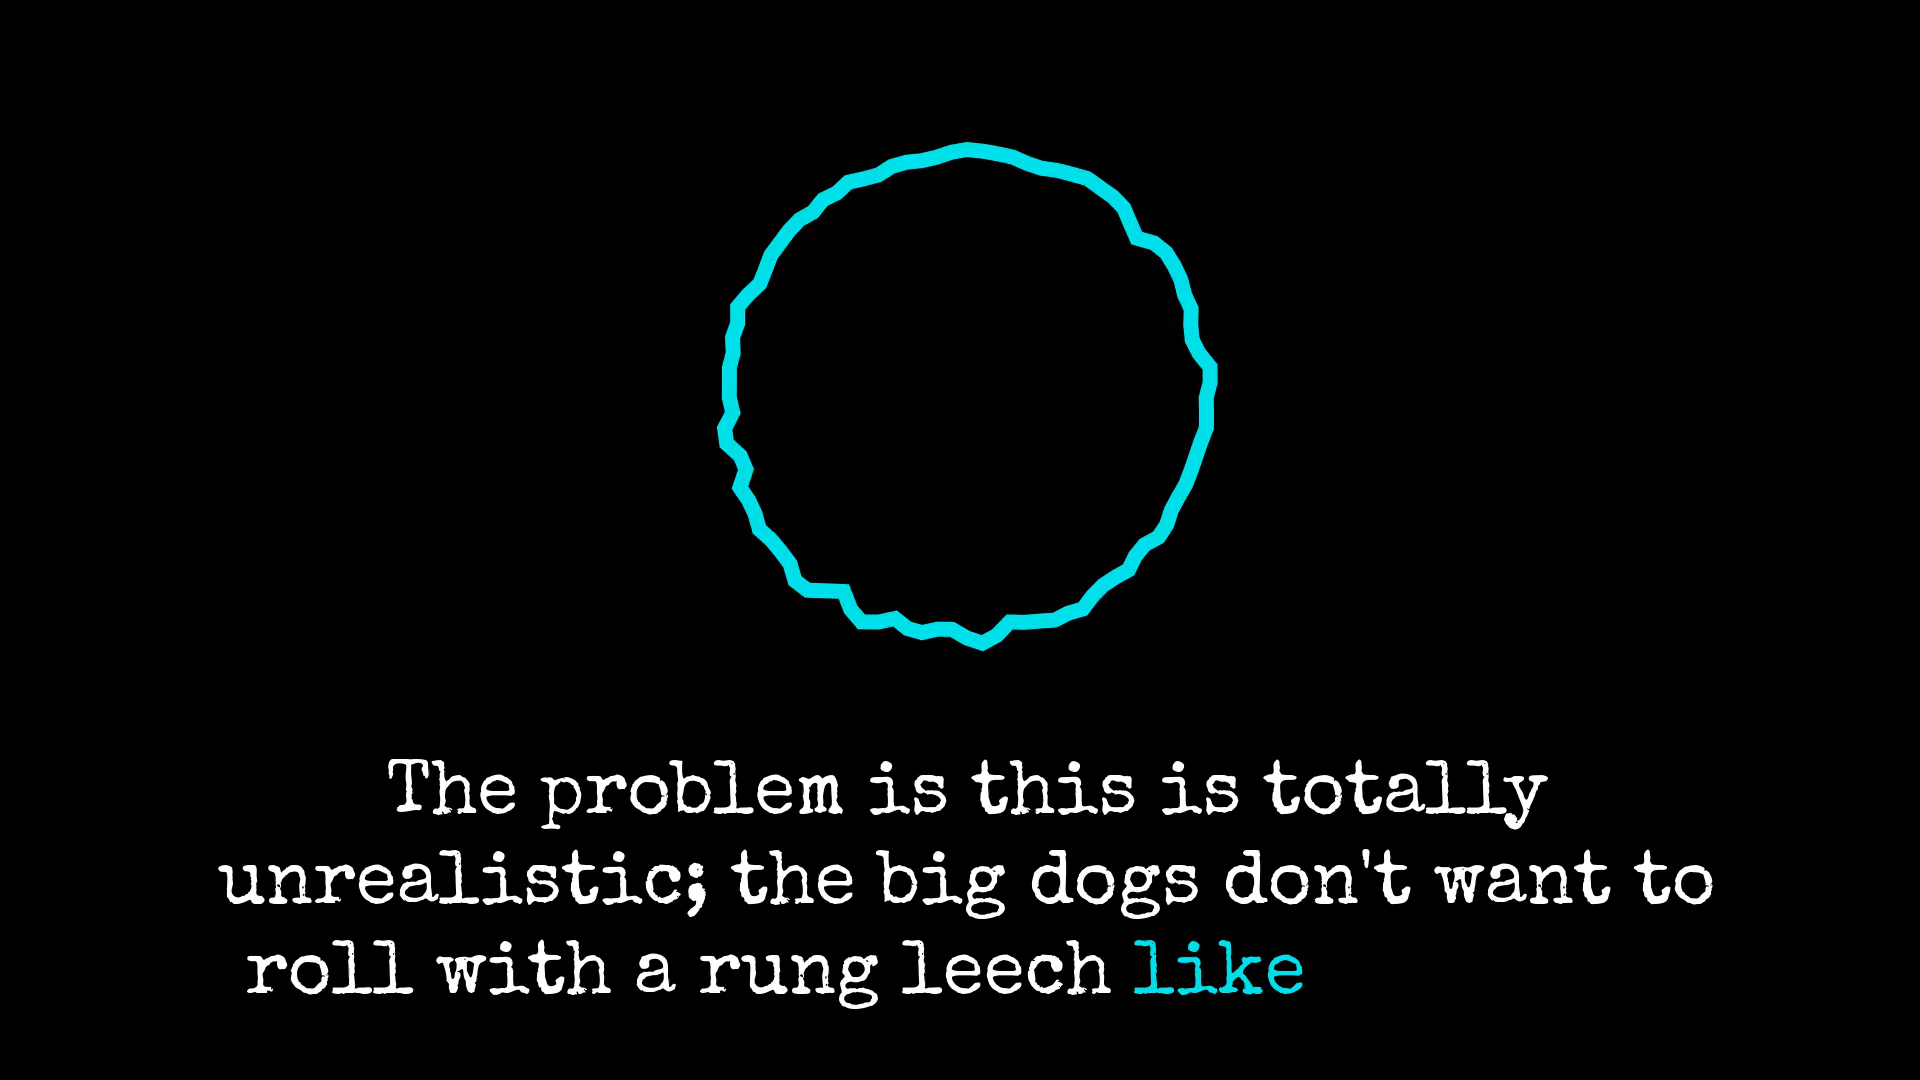 The problem is this is totally
unrealistic; the big dogs don't want to
roll with a rung leech like